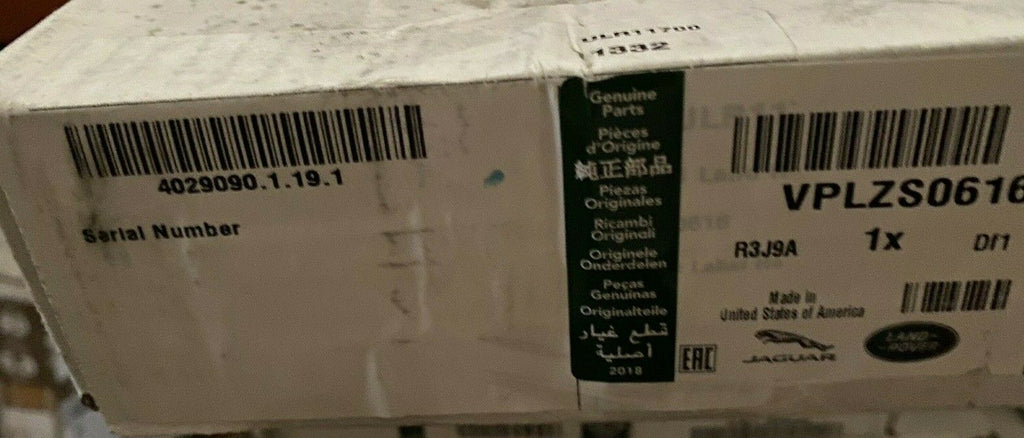 ULR11700
1332
4029090.1.19.1
Serial Number
Genuine
Parts
Pièces
d'Origine
純正部品
Piezas
Originales
Ricambi
Originali
Originele
Onderdelen
Peças
Genuínas
Originalteile
قطع غيار
أصلية
2018
EAC
VPLZS0616
R3J9A
1x
Df1
Made in
United States of America
JAGUAR
LAND-
-ROVER